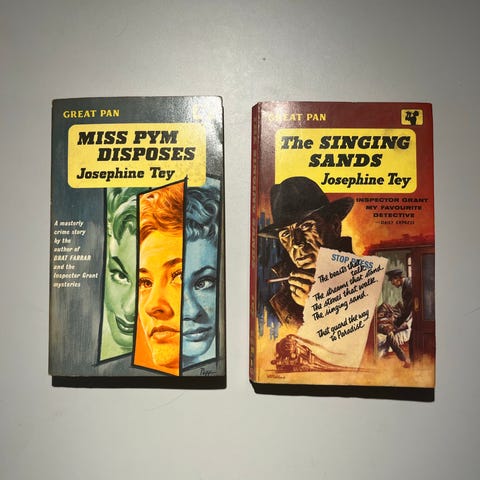 GREAT PAN
MISS PYM
DISPOSES
Josephine Tey
A masterly
crime story
by the
author of
BRAT FARRAR
and the
Inspector Grant
mysteries
Peff
GREAT PAN
The SINGING
SANDS
Josephine Tey
INSPECTOR GRANT
MY FAVOURITE
DETECTIVE
—DAILY EXPRESS
STOP PRESS
The beasts that
talk.
The streams that stand.
The stones that walk.
The singing sand.
That guard the way
to Paradise.